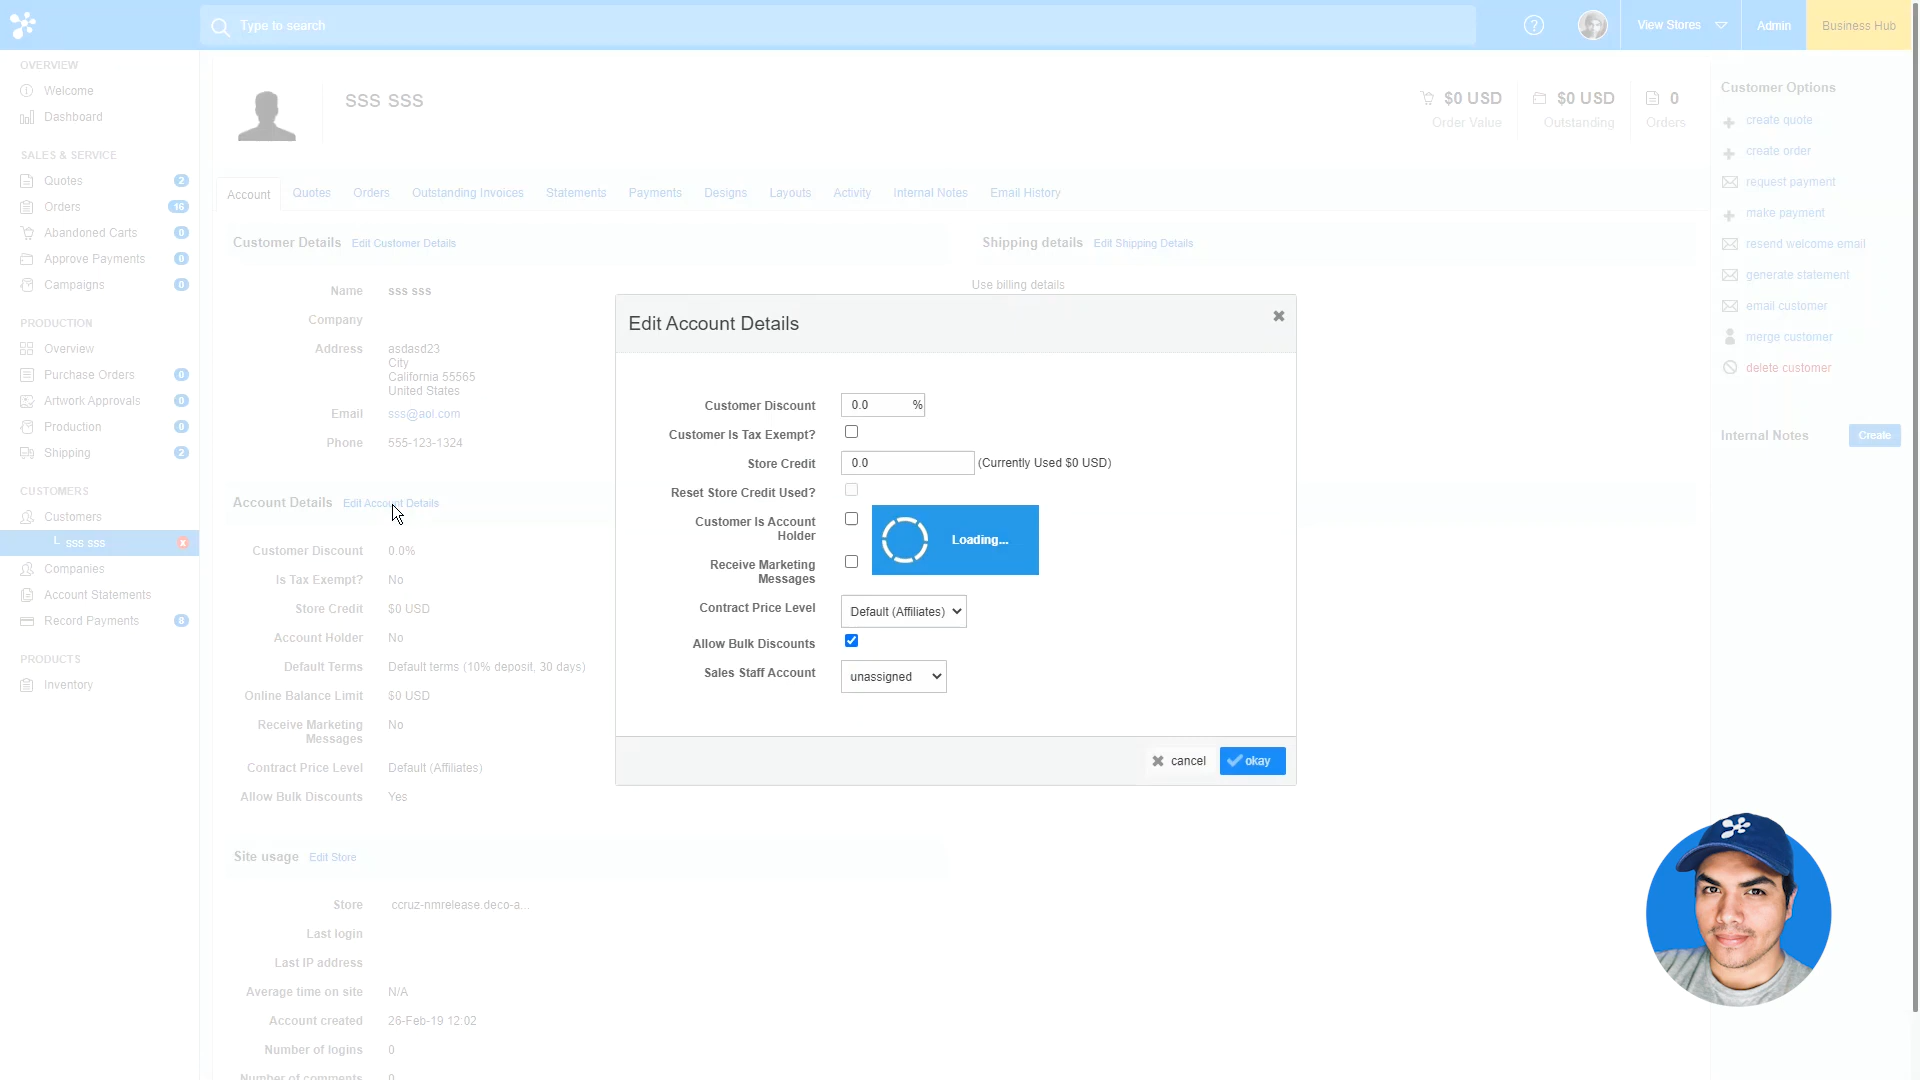 Type to search
View Stores
Admin
Business Hub
OVERVIEW
Welcome
Dashboard
SALES & SERVICE
Quotes 2
Orders 16
Abandoned Carts 0
Approve Payments 0
Campaigns 0
PRODUCTION
Overview
Purchase Orders 0
Artwork Approvals 0
Production 0
Shipping 2
CUSTOMERS
Customers
sss sss x
Companies
Account Statements
Record Payments 8
PRODUCTS
Inventory
sss sss
$0 USD
Order Value
$0 USD
Outstanding
0
Orders
Account Quotes Orders Outstanding Invoices Statements Payments Designs Layouts Activity Internal Notes Email History
Customer Details Edit Customer Details
Name sss sss
Company
Address asdasd23
City
California 55565
United States
Email sss@aol.com
Phone 555-123-1324
Shipping details Edit Shipping Details
Use billing details
Account Details Edit Account Details
Customer Discount 0.0%
Is Tax Exempt? No
Store Credit $0 USD
Account Holder No
Default Terms Default terms (10% deposit, 30 days)
Online Balance Limit $0 USD
Receive Marketing No
Messages
Contract Price Level Default (Affiliates)
Allow Bulk Discounts Yes
Site usage Edit Store
Store ccruz-nmrelease.deco-a...
Last login
Last IP address
Average time on site N/A
Account created 26-Feb-19 12:02
Number of logins 0
Number of comments 0
Edit Account Details
Customer Discount 0.0 %
Customer Is Tax Exempt?
Store Credit 0.0 (Currently Used $0 USD)
Reset Store Credit Used?
Customer Is Account
Holder
Loading...
Receive Marketing
Messages
Contract Price Level Default (Affiliates)
Allow Bulk Discounts
Sales Staff Account unassigned
cancel okay
Customer Options
create quote
create order
request payment
make payment
resend welcome email
generate statement
email customer
merge customer
delete customer
Internal Notes Create